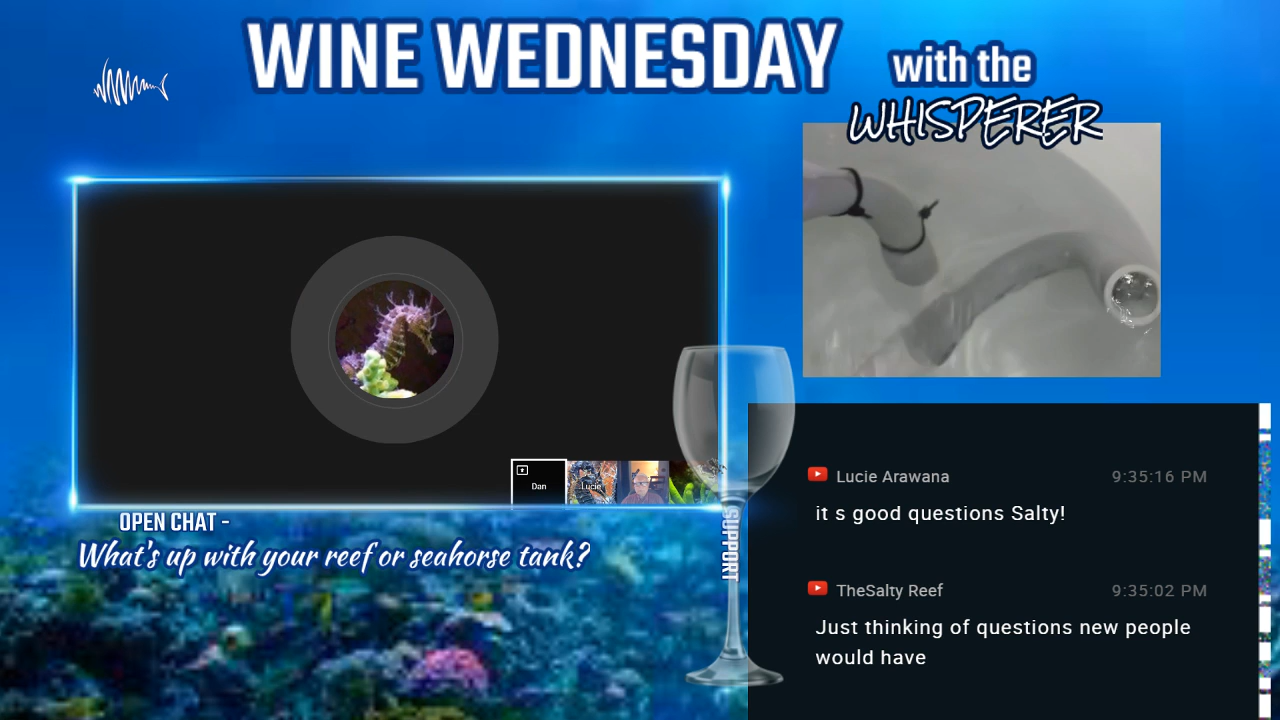 WINE WEDNESDAY
with the
WHISPERER
Dan
Lucie
OPEN CHAT -
What's up with your reef or seahorse tank?
SUPPORT
Lucie Arawana 9:35:16 PM
it s good questions Salty!
TheSalty Reef 9:35:02 PM
Just thinking of questions new people
would have